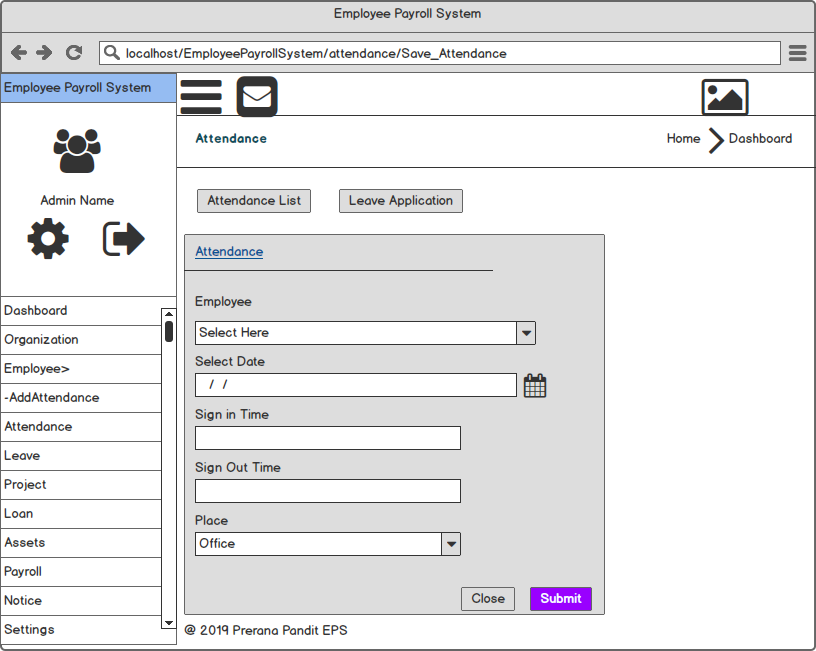 Employee Payroll System
localhost/EmployeePayrollSystem/attendance/Save_Attendance
Employee Payroll System
Attendance
Home
Dashboard
Admin Name
Attendance List
Leave Application
Dashboard
Organization
Employee>
-AddAttendance
Attendance
Leave
Project
Loan
Assets
Payroll
Notice
Settings
Attendance
Employee
Select Here
Select Date
/ /
Sign in Time
Sign Out Time
Place
Office
Close
Submit
@ 2019 Prerana Pandit EPS